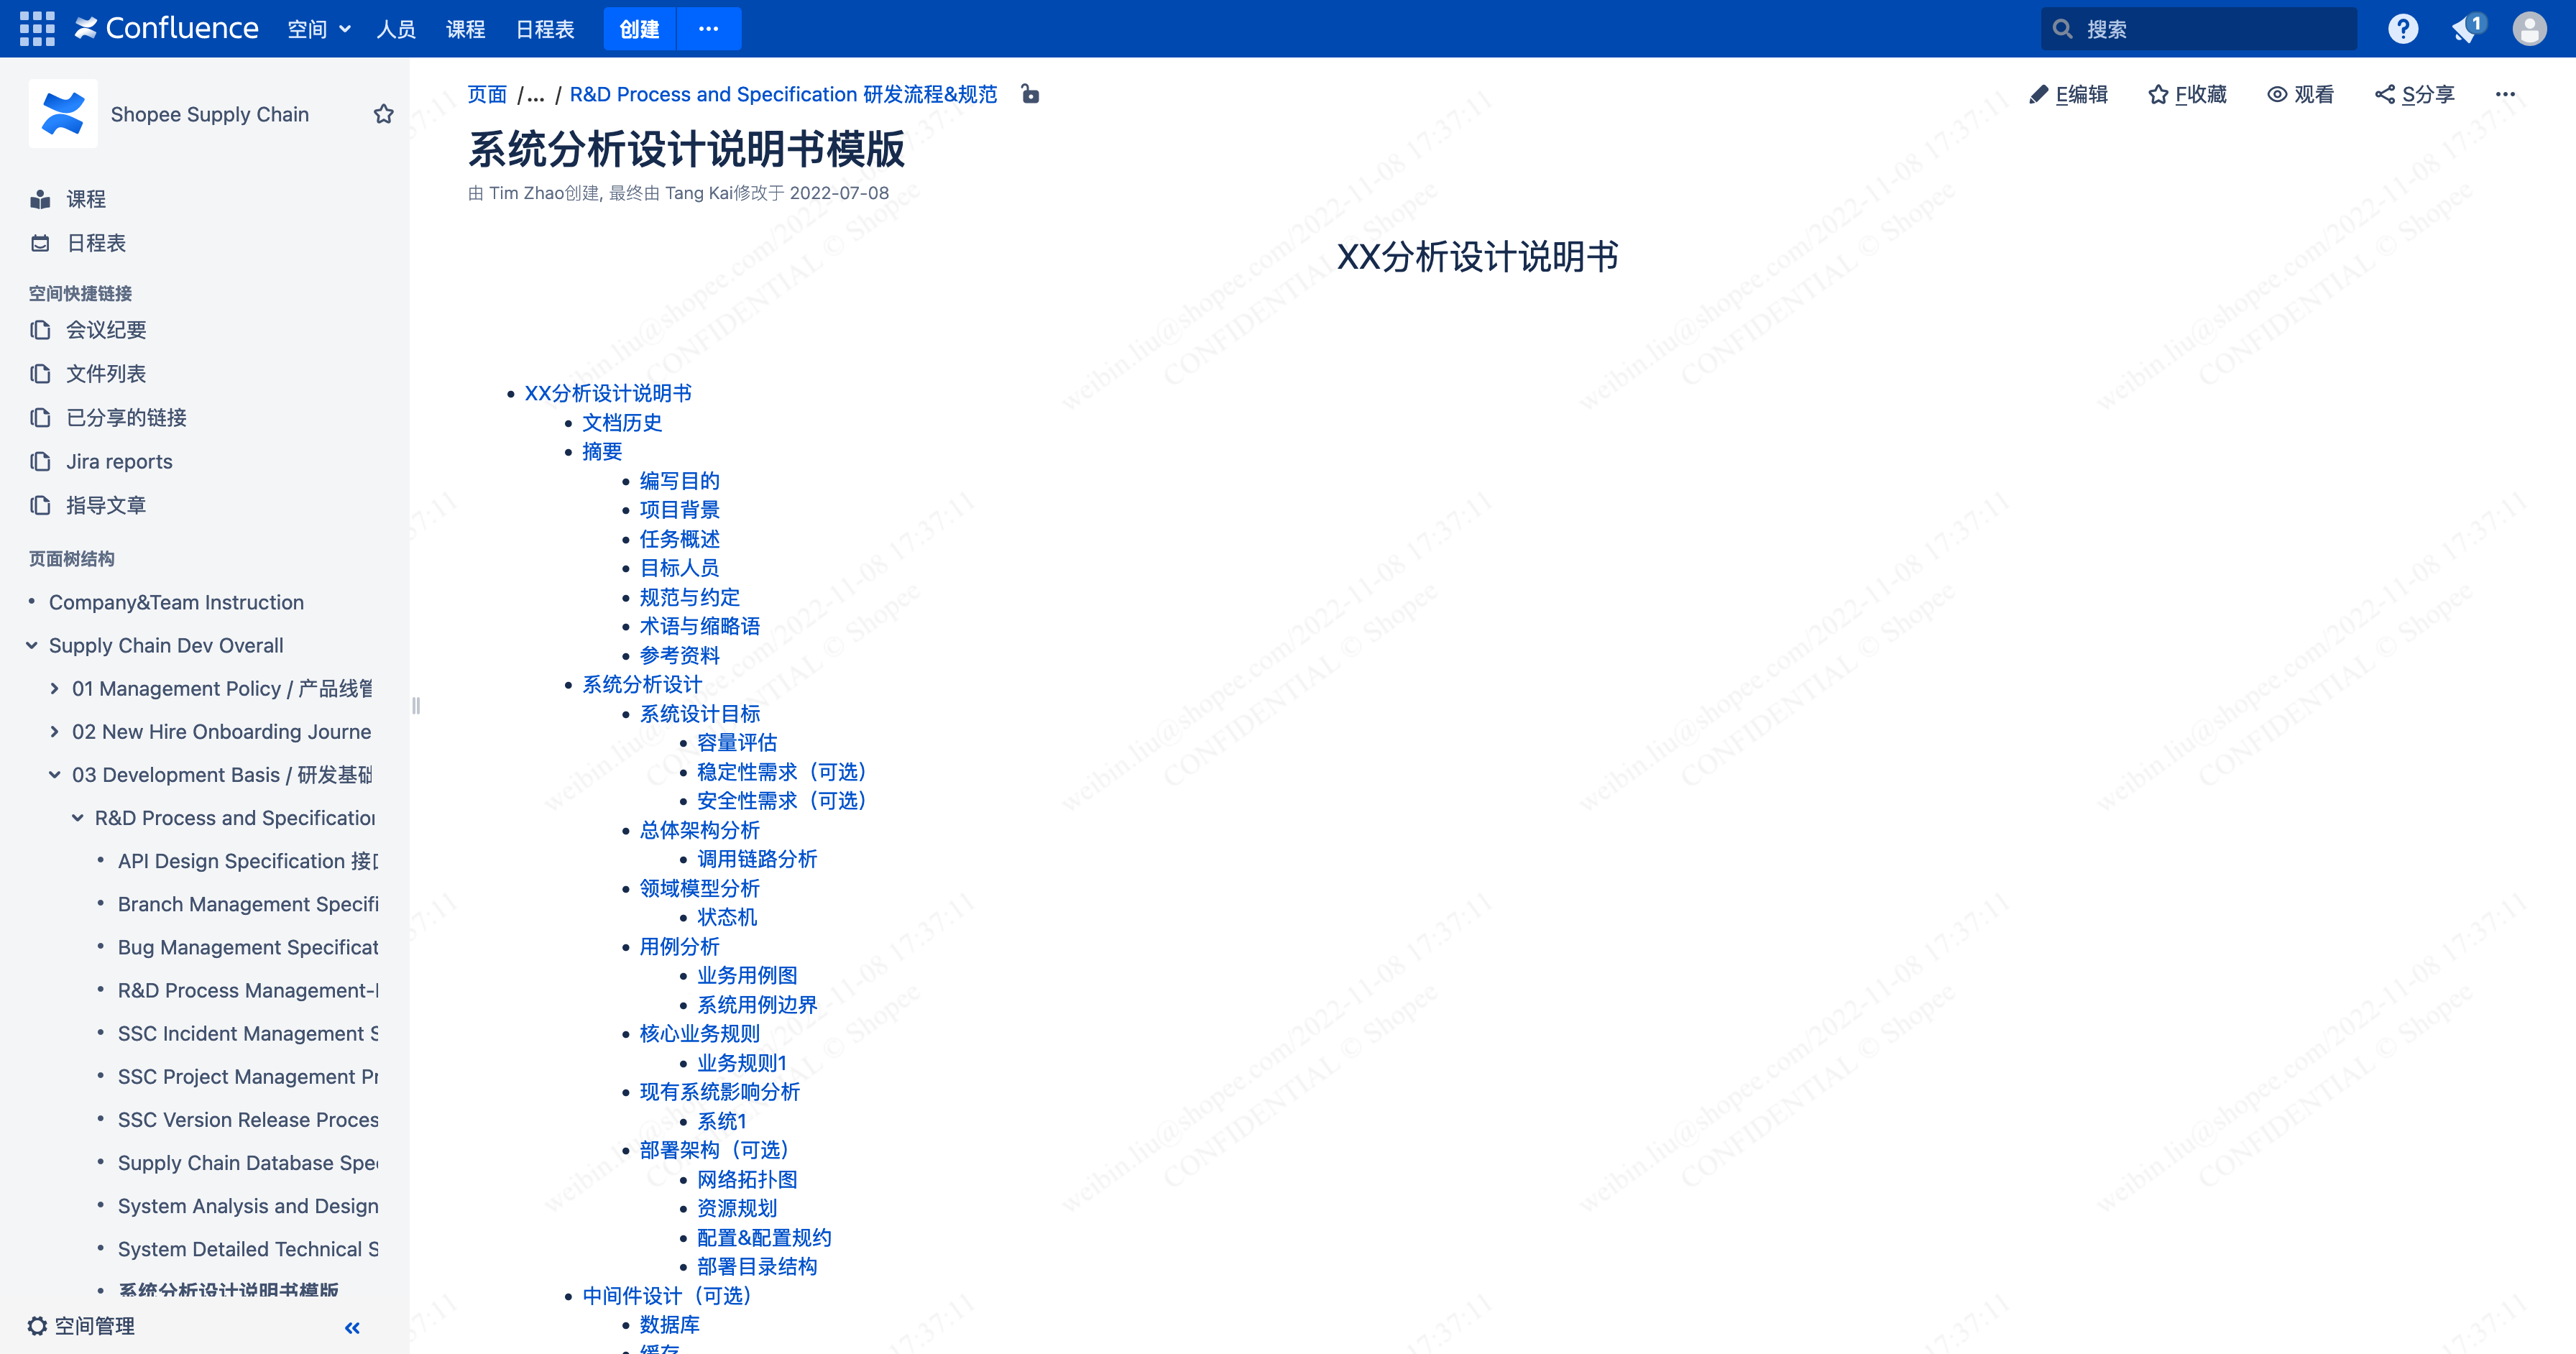 Confluence 空间 人员 课程 日程表 创建 ··· 搜索 1
Shopee Supply Chain
课程
日程表
空间快捷链接
会议纪要
文件列表
已分享的链接
Jira reports
指导文章
页面树结构
Company&Team Instruction
Supply Chain Dev Overall
01 Management Policy / 产品线管
02 New Hire Onboarding Journe
03 Development Basis / 研发基础
R&D Process and Specification
API Design Specification 接口
Branch Management Specifi
Bug Management Specificat
R&D Process Management-
SSC Incident Management S
SSC Project Management Pr
SSC Version Release Proces
Supply Chain Database Spe
System Analysis and Design
System Detailed Technical S
系统分析设计说明书模版
空间管理
页面 /... / R&D Process and Specification 研发流程&规范
E编辑 F收藏 观看 S分享 ···
系统分析设计说明书模版
由 Tim Zhao创建, 最终由 Tang Kai修改于 2022-07-08
XX分析设计说明书
XX分析设计说明书
文档历史
摘要
编写目的
项目背景
任务概述
目标人员
规范与约定
术语与缩略语
参考资料
系统分析设计
系统设计目标
容量评估
稳定性需求（可选）
安全性需求（可选）
总体架构分析
调用链路分析
领域模型分析
状态机
用例分析
业务用例图
系统用例边界
核心业务规则
业务规则1
现有系统影响分析
系统1
部署架构（可选）
网络拓扑图
资源规划
配置&配置规约
部署目录结构
中间件设计（可选）
数据库
缓存
weibin.liu@shopee.com/2022-11-08 17:37:11
CONFIDENTIAL © Shopee